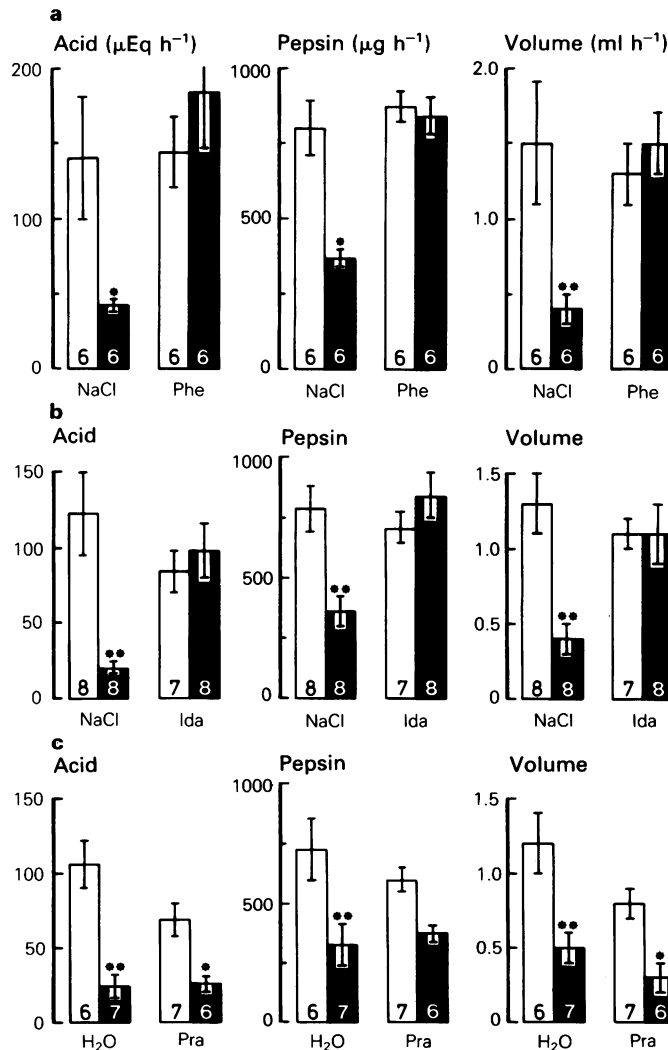 a
Acid (µEq h⁻¹) Pepsin (µg h⁻¹) Volume (ml h⁻¹)
200 1000 2.0
100 500 1.0
0 0 0
6 6 6 6 6 6 6 6 6 6 6 6
NaCl Phe NaCl Phe NaCl Phe
b
Acid Pepsin Volume
150 1000 1.5
100 1.0
500
50 0.5
0 0 0
8 8 7 8 8 8 7 8 8 8 7 8
NaCl Ida NaCl Ida NaCl Ida
c
Acid Pepsin Volume
150 1000 1.5
100 1.0
500
50 0.5
0 0 0
6 7 7 6 6 7 7 6 6 7 7 6
H₂O Pra H₂O Pra H₂O Pra